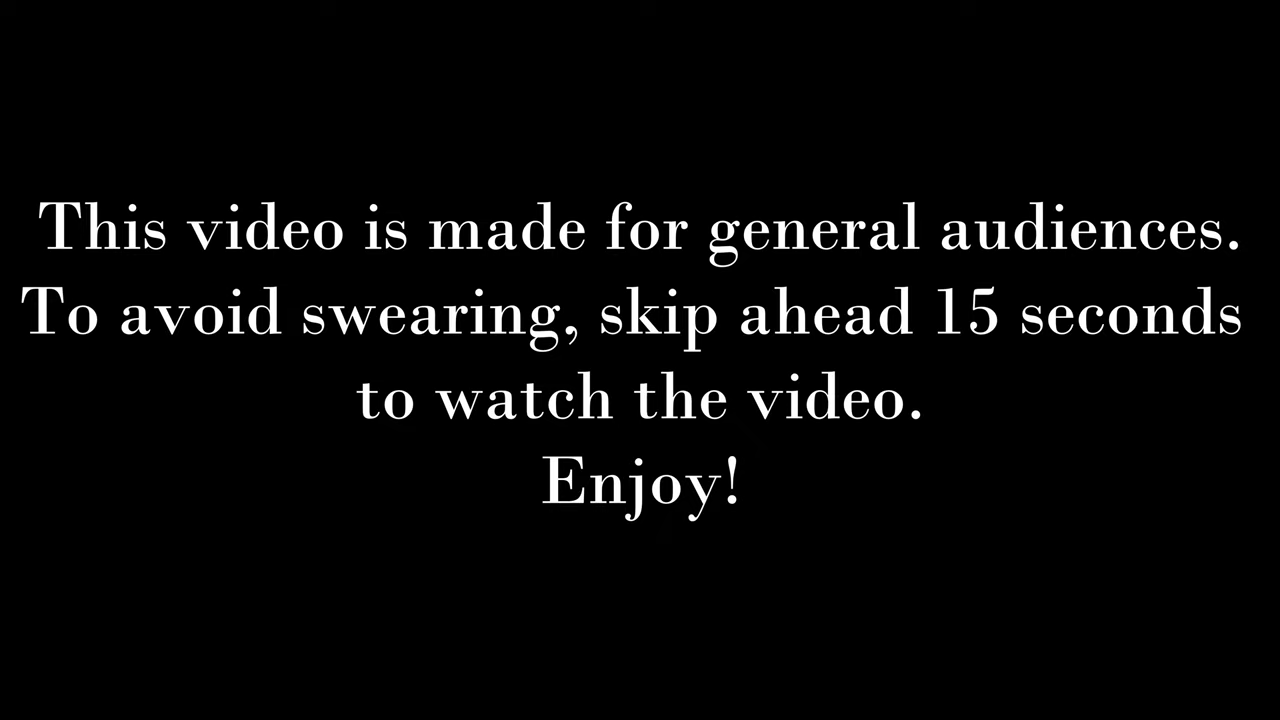 This video is made for general audiences.
To avoid swearing, skip ahead 15 seconds
to watch the video.
Enjoy!